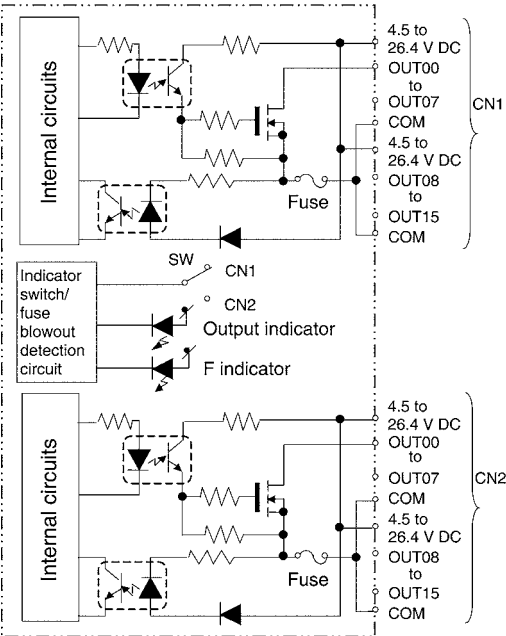 Internal circuits
4.5 to
26.4 V DC
OUT00
to
OUT07
COM
4.5 to
26.4 V DC
OUT08
to
OUT15
COM
CN1
Fuse
SW
CN1
CN2
Indicator
switch/
fuse
blowout
detection
circuit
Output indicator
F indicator
Internal circuits
4.5 to
26.4 V DC
OUT00
to
OUT07
COM
4.5 to
26.4 V DC
OUT08
to
OUT15
COM
CN2
Fuse